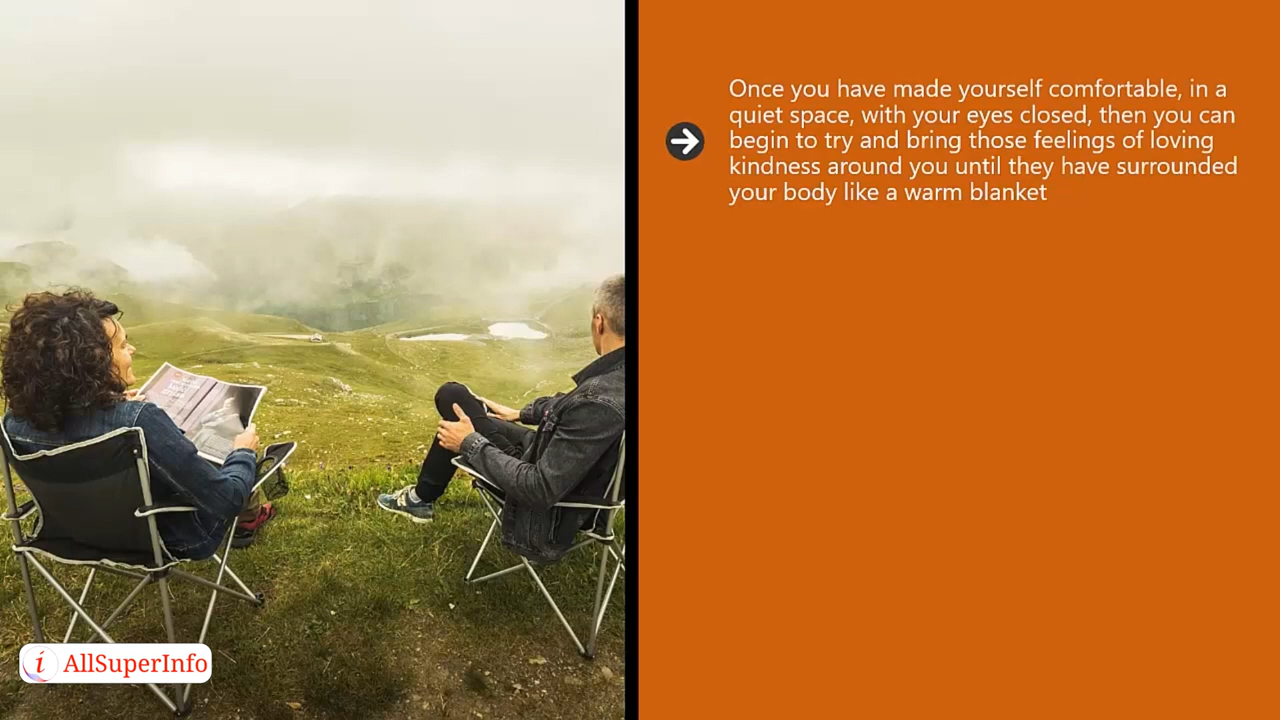 Once you have made yourself comfortable, in a
quiet space, with your eyes closed, then you can
begin to try and bring those feelings of loving
kindness around you until they have surrounded
your body like a warm blanket
i AllSuperInfo